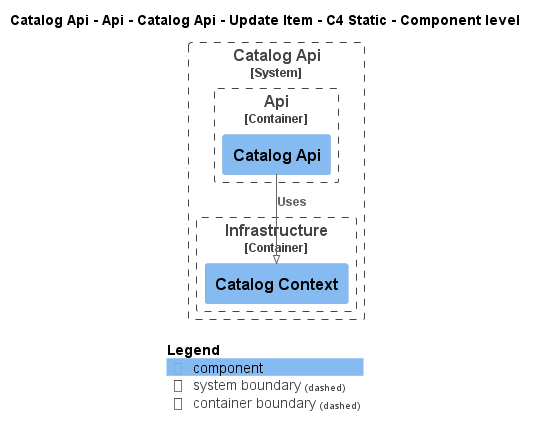 Catalog Api - Api - Catalog Api - Update Item - C4 Static - Component level
Catalog Api
[System]
Api
[Container]
Catalog Api
Uses
Infrastructure
[Container]
Catalog Context
Legend
component
system boundary (dashed)
container boundary (dashed)